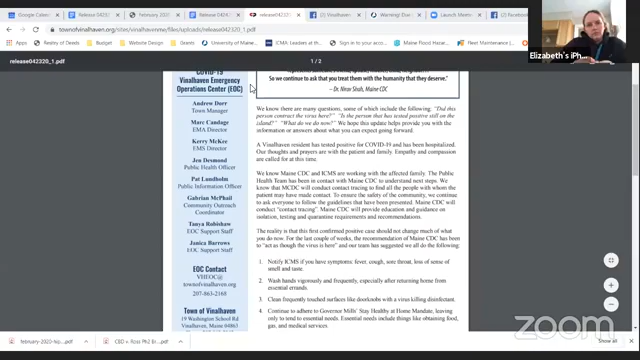 Google Calendar
Release 04
february 2020
Release 04
release042320_1.pdf
Vinalhaven
Warning! Ele
Launch Meeti
Facebook
townofvinalhaven.org/sites/vinalhavenme/files/uploads/release042320_1.pdf
Apps
Reality of Deeds
Budget
Groups
University of Maine
ICMA: Leaders at th
Sign in to your acco
Maine Flood Hazar
Fleet Maintenance |
release042320_1.pdf
1 / 2
Elizabeth's iPh
COVID-19
Vinalhaven Emergency
Operations Center (EOC)
Andrew Dorr
Town Manager
Marc Candage
EMA Director
Kerry McKee
EMS Director
Jen Desmond
Public Health Officer
Pat Lundholm
Public Information Officer
Gabrian McPhail
Community Outreach
Coordinator
Tanya Robishaw
EOC Support Staff
Janica Barrows
EOC Support Staff
EOC Contact
VHEOC@
townofvinalhaven.org
207-863-2168
Town of Vinalhaven
19 Washington School Rd
Vinalhaven, Maine 04863
So we continue to ask that you treat them with the humanity that they deserve."
– Dr. Nirav Shah, Maine CDC
We know there are many questions, some of which include the following: "Did this
person contract the virus here?" "Is the person that has tested positive still on the
island?" "What do we do now?" We hope this update helps provide you with the
information or answers about what you can expect going forward.
A Vinalhaven resident has tested positive for COVID-19 and has been hospitalized.
Our thoughts and prayers are with the patient and family. Empathy and compassion
are called for at this time.
We know Maine CDC and ICMS are working with the affected family. The Public
Health Team has been in contact with Maine CDC to understand next steps. We
know that MCDC will conduct contact tracing to find all the people with whom the
patient may have made contact. To ensure the safety of the community, we continue
to ask everyone to follow the guidelines that have been presented. Maine CDC will
conduct "contact tracing". Maine CDC will provide education and guidance on
isolation, testing and quarantine requirements and recommendations.
The reality is that this first confirmed positive case should not change much of what
you do now. For the last couple of weeks, the recommendation of Maine CDC has been
to "act as though the virus is here" and our team has suggested we all do the following:
1. Notify ICMS if you have symptoms: fever, cough, sore throat, loss of sense
of smell and taste.
2. Wash hands vigorously and frequently, especially after returning home from
essential errands.
3. Clean frequently touched surfaces like doorknobs with a virus killing disinfectant.
4. Continue to adhere to Governor Mills' Stay Healthy at Home Mandate, leaving
only to tend to essential needs. Essential needs include things like obtaining food,
gas, and medical services.
zoom
february-2020-ho....pdf
CBD v. Ross Ph2 Er....pdf
Show all